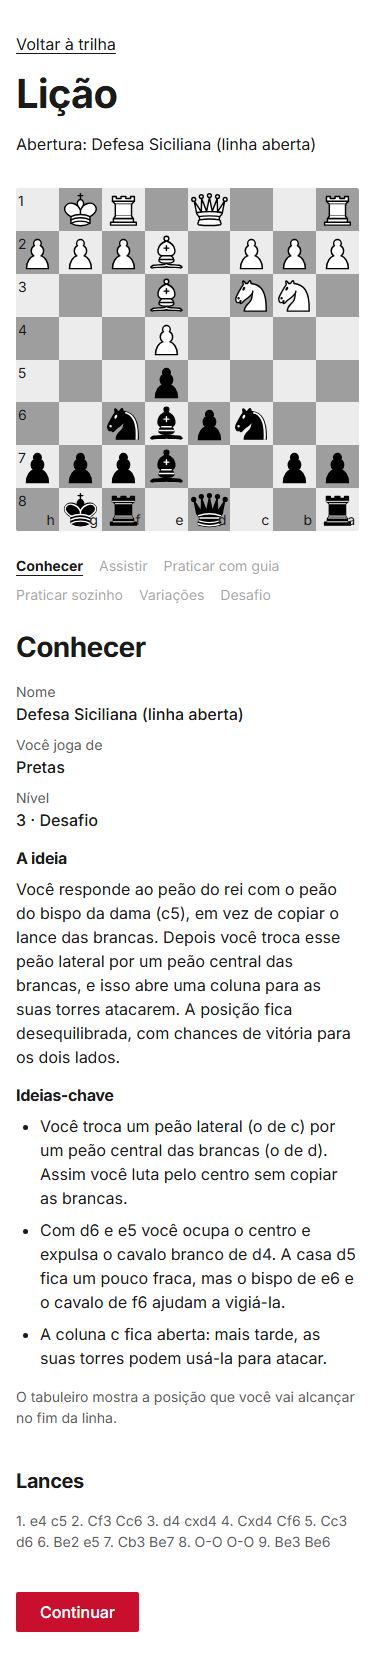 Voltar à trilha
Lição
Abertura: Defesa Siciliana (linha aberta)
1
2
3
4
5
6
7
8
h g f e d c b a
Conhecer Assistir Praticar com guia
Praticar sozinho Variações Desafio
Conhecer
Nome
Defesa Siciliana (linha aberta)
Você joga de
Pretas
Nível
3 · Desafio
A ideia
Você responde ao peão do rei com o peão
do bispo da dama (c5), em vez de copiar o
lance das brancas. Depois você troca esse
peão lateral por um peão central das
brancas, e isso abre uma coluna para as
suas torres atacarem. A posição fica
desequilibrada, com chances de vitória para
os dois lados.
Ideias-chave
• Você troca um peão lateral (o de c) por
um peão central das brancas (o de d).
Assim você luta pelo centro sem copiar
as brancas.
• Com d6 e e5 você ocupa o centro e
expulsa o cavalo branco de d4. A casa d5
fica um pouco fraca, mas o bispo de e6 e
o cavalo de f6 ajudam a vigiá-la.
• A coluna c fica aberta: mais tarde, as
suas torres podem usá-la para atacar.
O tabuleiro mostra a posição que você vai alcançar
no fim da linha.
Lances
1. e4 c5 2. Cf3 Cc6 3. d4 cxd4 4. Cxd4 Cf6 5. Cc3
d6 6. Be2 e5 7. Cb3 Be7 8. O-O O-O 9. Be3 Be6
Continuar